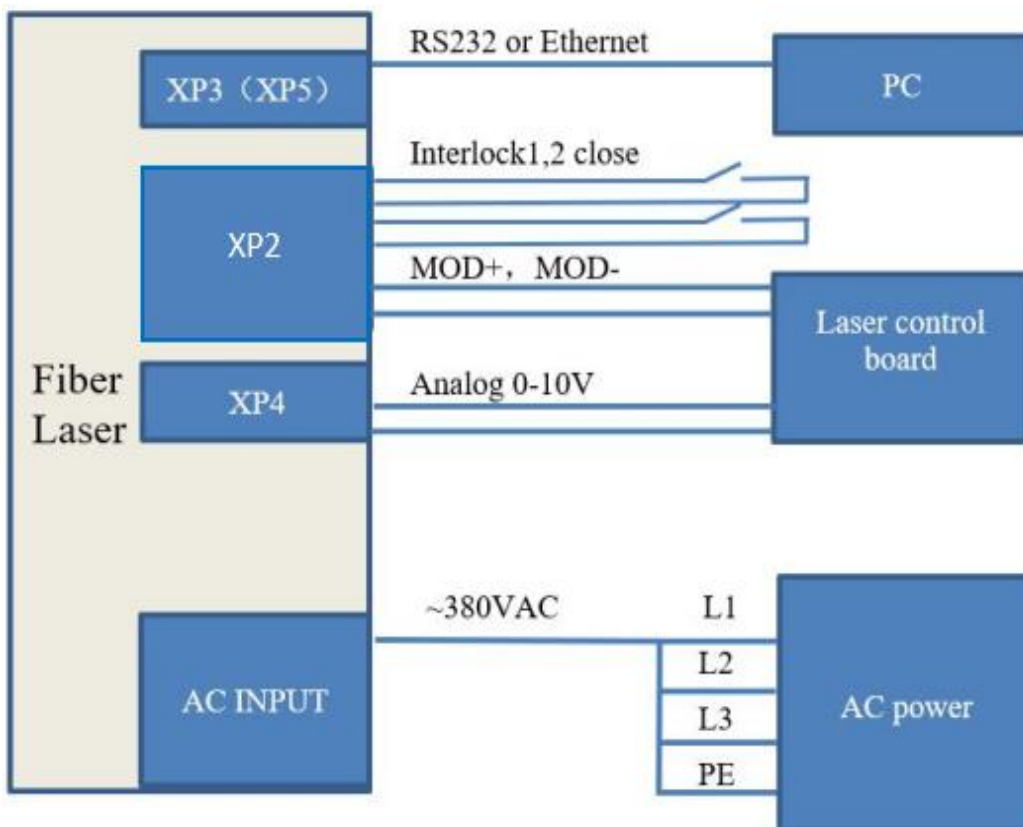 RS232 or Ethernet
XP3（XP5）
PC
Interlock1,2 close
XP2
MOD+，MOD-
Laser control
board
Fiber
Laser
Analog 0-10V
XP4
~380VAC
L1
L2
AC INPUT
L3
AC power
PE